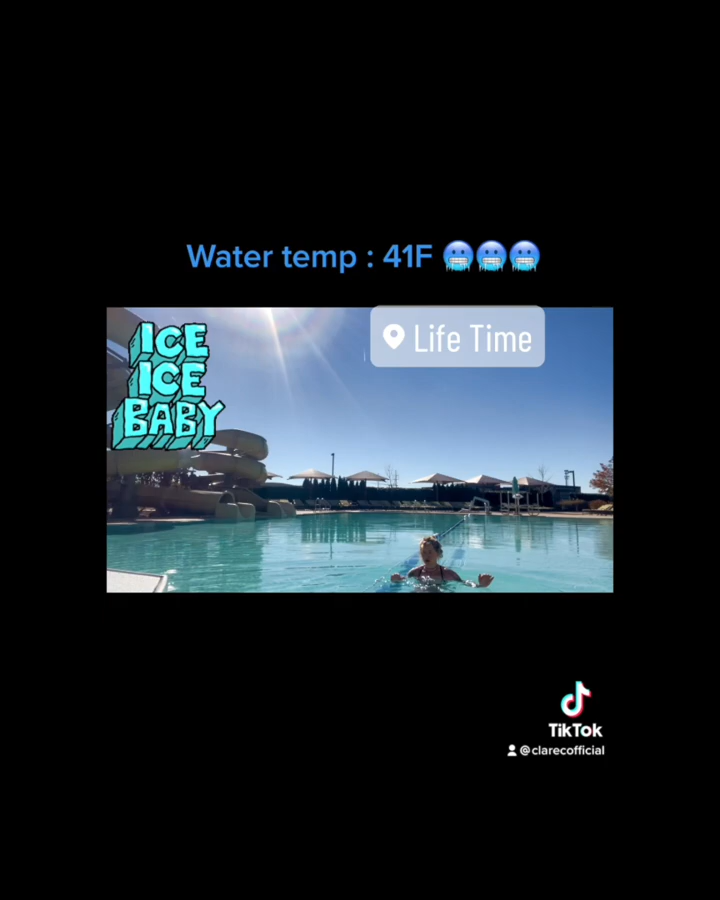 Water temp : 41F 🥶🥶🥶
Life Time
ICE
ICE
BABY
TikTok
@clarecofficial